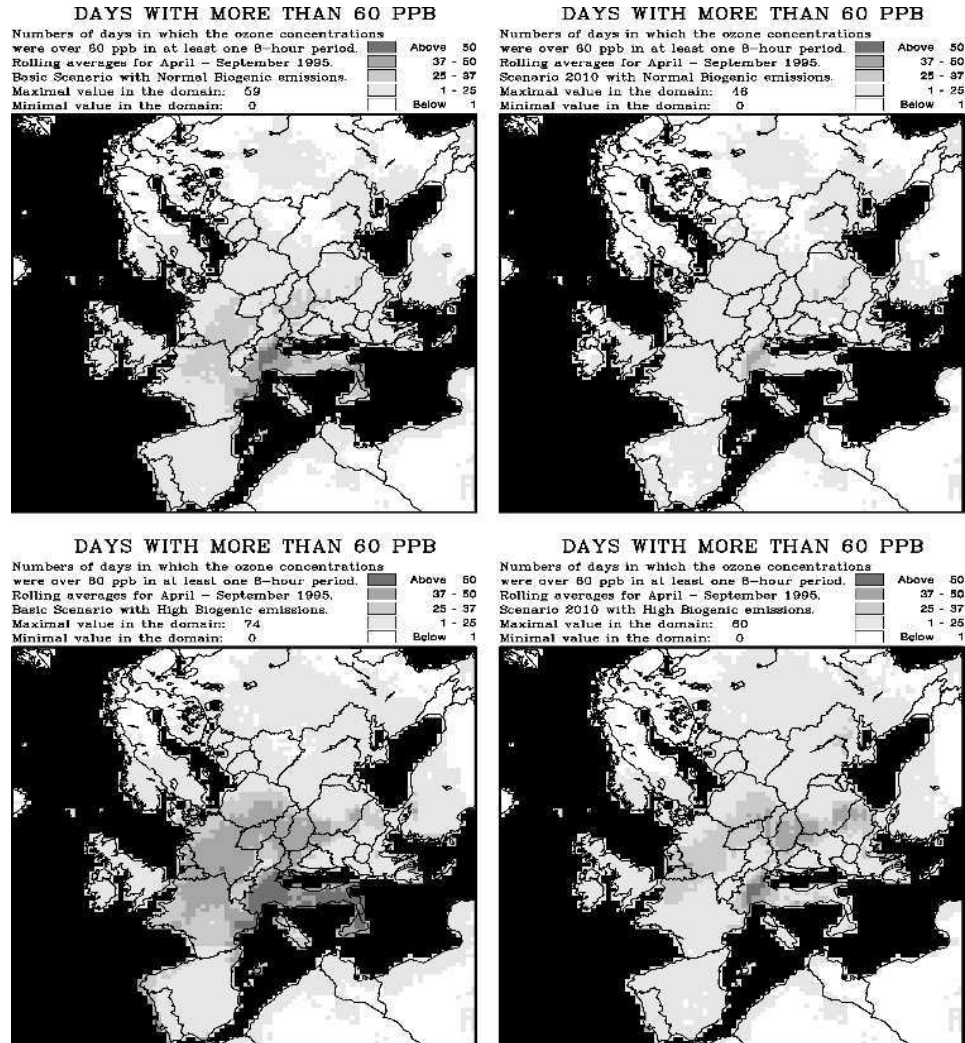 DAYS WITH MORE THAN 60 PPB
Numbers of days in which the ozone concentrations
were over 60 ppb in at least one 8-hour period. Above 50
Rolling averages for April - September 1995. 37 - 50
Basic Scenario with Normal Biogenic emissions. 25 - 37
Maximal value in the domain: 59 1 - 25
Minimal value in the domain: 0 Below 1
DAYS WITH MORE THAN 60 PPB
Numbers of days in which the ozone concentrations
were over 60 ppb in at least one 8-hour period. Above 50
Rolling averages for April - September 1995. 37 - 50
Scenario 2010 with Normal Biogenic emissions. 25 - 37
Maximal value in the domain: 46 1 - 25
Minimal value in the domain: 0 Below 1
DAYS WITH MORE THAN 60 PPB
Numbers of days in which the ozone concentrations
were over 60 ppb in at least one 8-hour period. Above 50
Rolling averages for April - September 1995. 37 - 50
Basic Scenario with High Biogenic emissions. 25 - 37
Maximal value in the domain: 74 1 - 25
Minimal value in the domain: 0 Below 1
DAYS WITH MORE THAN 60 PPB
Numbers of days in which the ozone concentrations
were over 60 ppb in at least one 8-hour period. Above 50
Rolling averages for April - September 1995. 37 - 50
Scenario 2010 with High Biogenic emissions. 25 - 37
Maximal value in the domain: 60 1 - 25
Minimal value in the domain: 0 Below 1